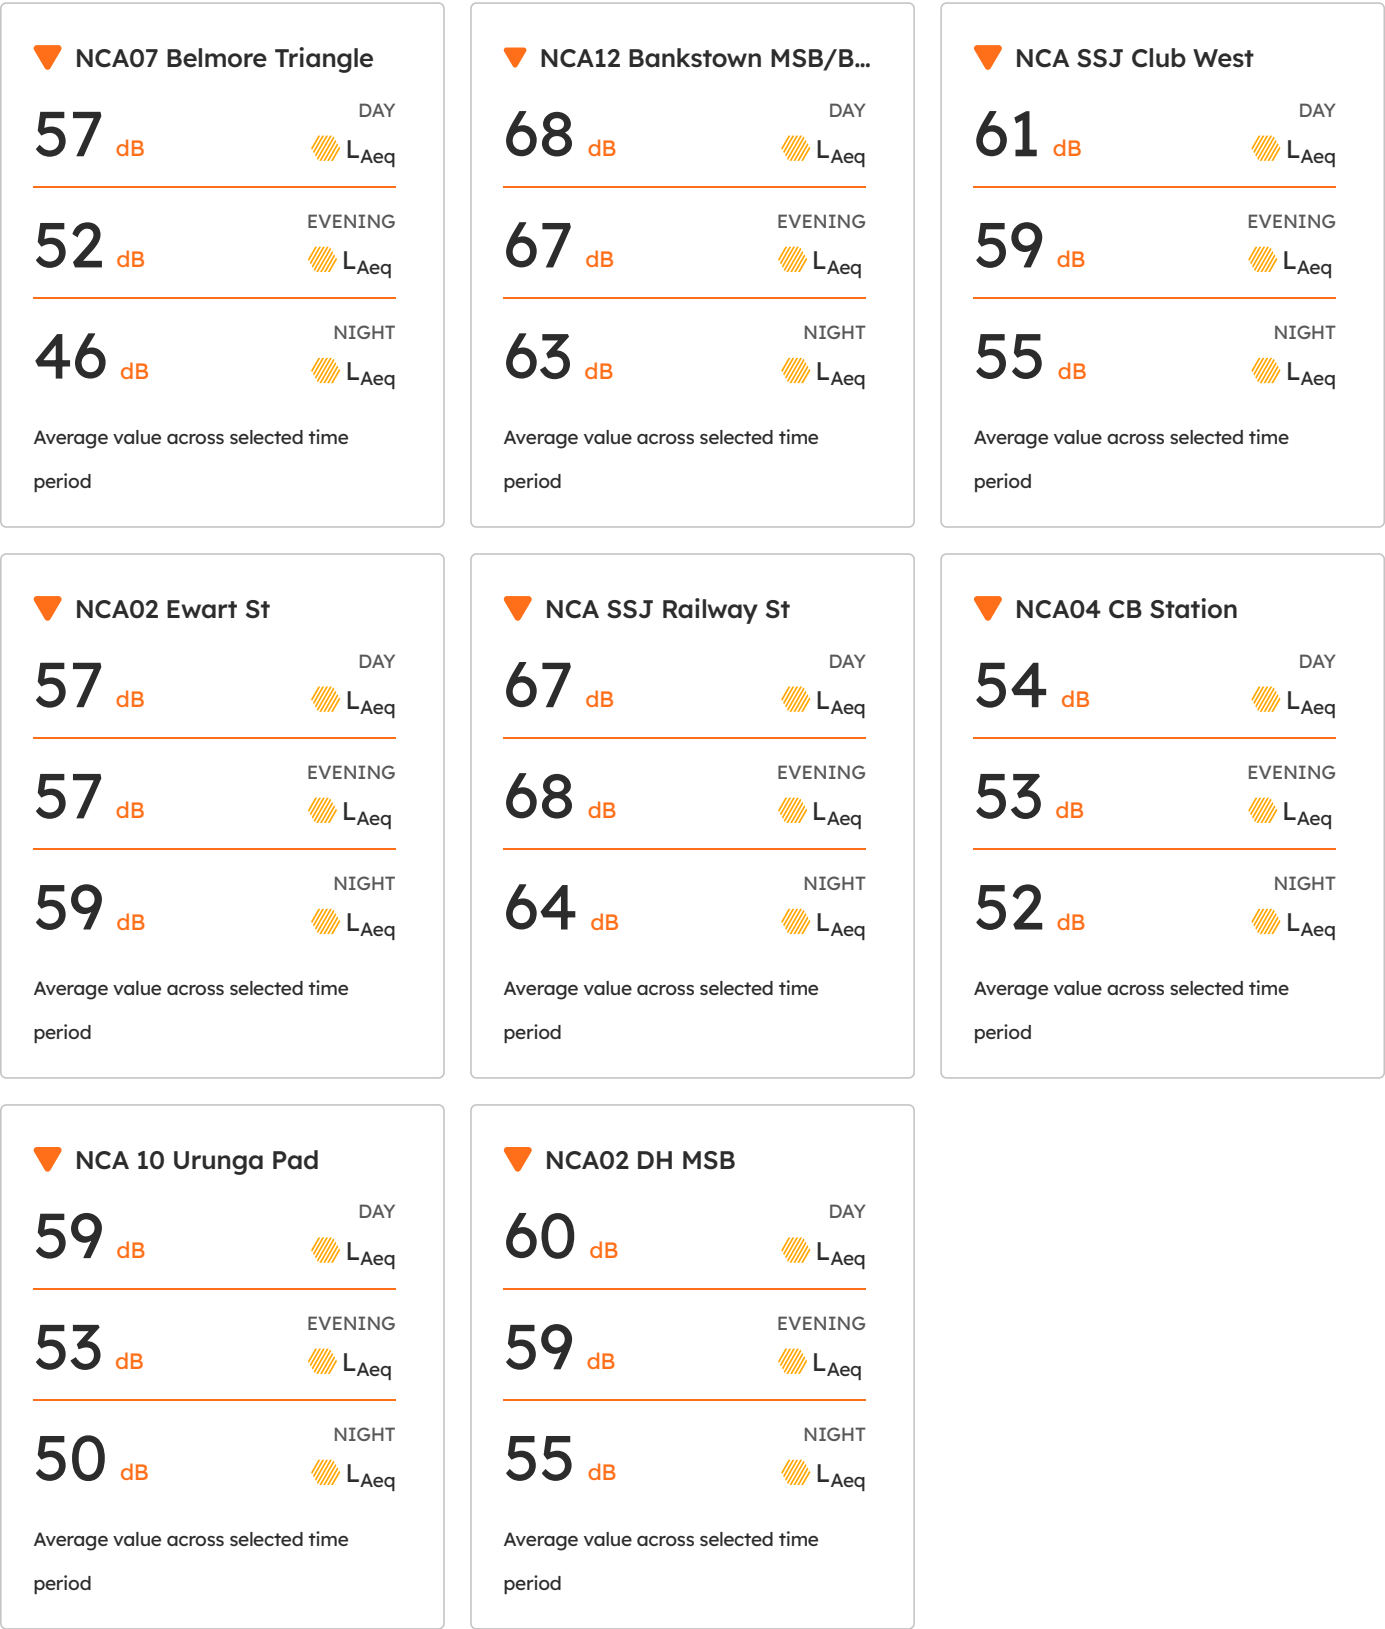 NCA07 Belmore Triangle
57 dB
DAY
LAeq
52 dB
EVENING
LAeq
46 dB
NIGHT
LAeq
Average value across selected time
period
NCA12 Bankstown MSB/B...
68 dB
DAY
LAeq
67 dB
EVENING
LAeq
63 dB
NIGHT
LAeq
Average value across selected time
period
NCA SSJ Club West
61 dB
DAY
LAeq
59 dB
EVENING
LAeq
55 dB
NIGHT
LAeq
Average value across selected time
period
NCA02 Ewart St
57 dB
DAY
LAeq
57 dB
EVENING
LAeq
59 dB
NIGHT
LAeq
Average value across selected time
period
NCA SSJ Railway St
67 dB
DAY
LAeq
68 dB
EVENING
LAeq
64 dB
NIGHT
LAeq
Average value across selected time
period
NCA04 CB Station
54 dB
DAY
LAeq
53 dB
EVENING
LAeq
52 dB
NIGHT
LAeq
Average value across selected time
period
NCA 10 Urunga Pad
59 dB
DAY
LAeq
53 dB
EVENING
LAeq
50 dB
NIGHT
LAeq
Average value across selected time
period
NCA02 DH MSB
60 dB
DAY
LAeq
59 dB
EVENING
LAeq
55 dB
NIGHT
LAeq
Average value across selected time
period